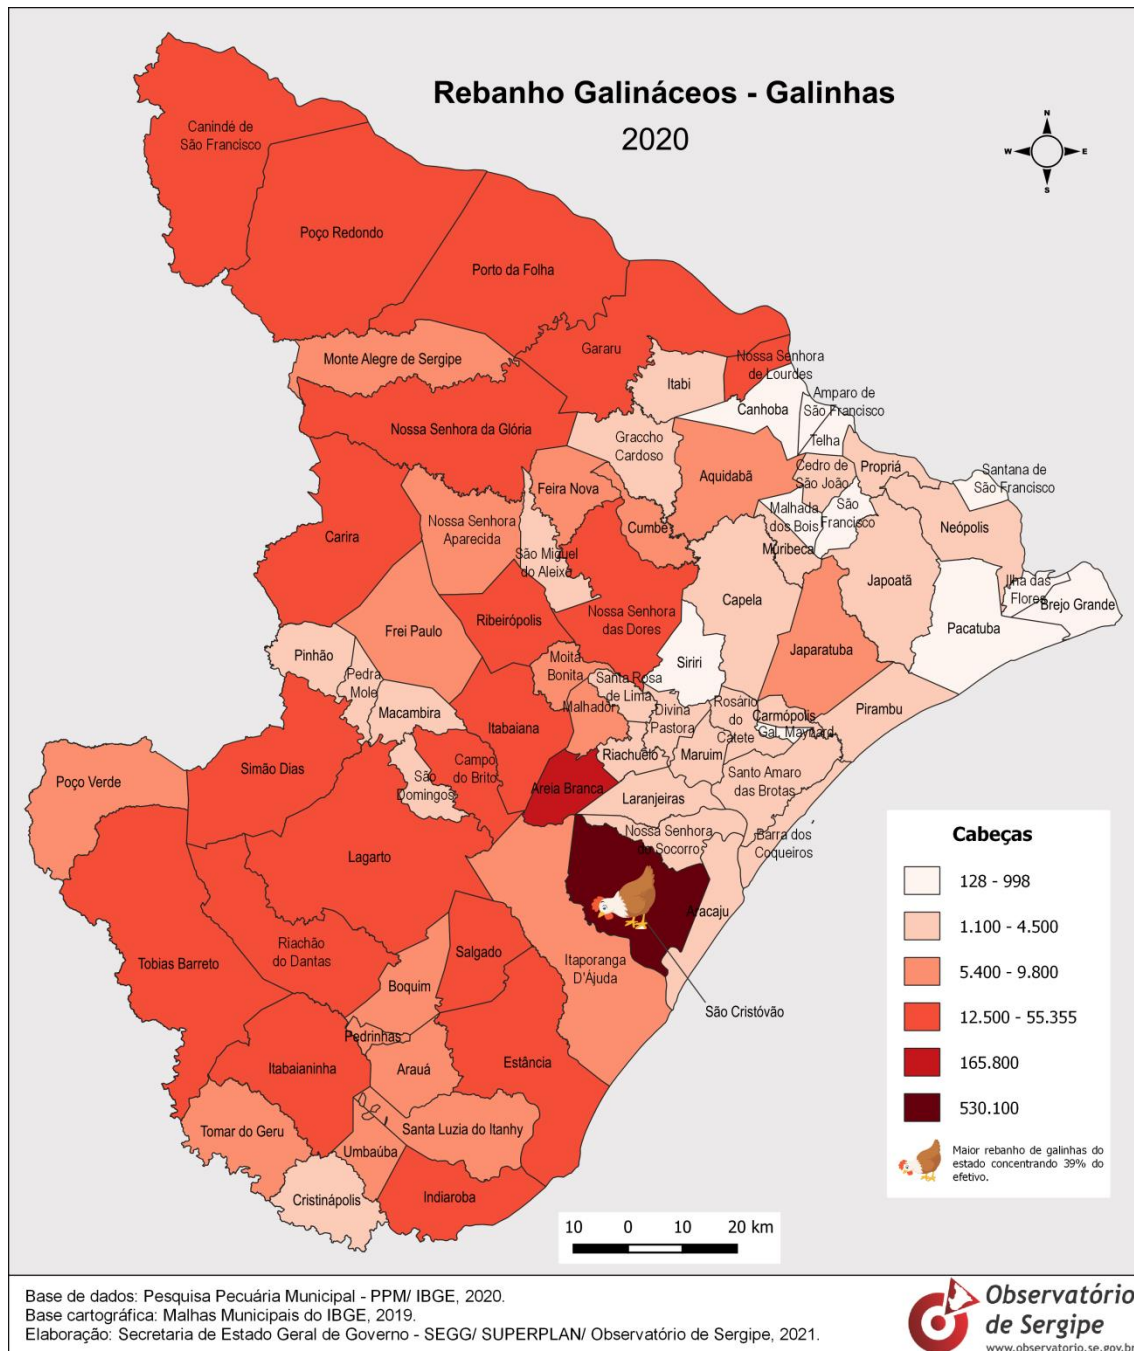 Rebanho Galináceos - Galinhas
2020
N
W
E
S
Canindé de
São Francisco
Poço Redondo
Porto da Folha
Monte Alegre de Sergipe
Gararu
Nossa Senhora
de Lourdes
Itabi
Canhoba
Amparo de
São Francisco
Telha
Nossa Senhora da Glória
Graccho
Cardoso
Aquidabã
Cedro de
São João
Propriá
Santana de
São Francisco
Feira Nova
Nossa Senhora
Aparecida
Cumbe
Malhada
dos Bois
São
Francisco
Neópolis
Carira
São Miguel
do Aleixo
Muribeca
Japoatã
Ilha das
Flores
Brejo Grande
Capela
Ribeirópolis
Nossa Senhora
das Dores
Frei Paulo
Pacatuba
Japaratuba
Pinhão
Pedra
Mole
Moita
Bonita
Siriri
Santa Rosa
de Lima
Macambira
Malhador
Divina
Pastora
Rosário
do
Catete
Carmópolis
Gal. Maynard
Pirambu
Itabaiana
Riachuelo
Maruim
Simão Dias
Campo
do Brito
São
Domingos
Areia Branca
Santo Amaro
das Brotas
Poço Verde
Laranjeiras
Nossa Senhora
do Socorro
Barra dos
Coqueiros
Lagarto
Aracaju
Riachão
do Dantas
Salgado
Itaporanga
D'Ájuda
Tobias Barreto
Boquim
São Cristóvão
Pedrinhas
Itabaianinha
Arauá
Estância
Tomar do Geru
Santa Luzia do Itanhy
Umbaúba
Cristinápolis
Indiaroba
Cabeças
128 - 998
1.100 - 4.500
5.400 - 9.800
12.500 - 55.355
165.800
530.100
Maior rebanho de galinhas do
estado concentrando 39% do
efetivo.
10 0 10 20 km
Base de dados: Pesquisa Pecuária Municipal - PPM/ IBGE, 2020.
Base cartográfica: Malhas Municipais do IBGE, 2019.
Elaboração: Secretaria de Estado Geral de Governo - SEGG/ SUPERPLAN/ Observatório de Sergipe, 2021.
Observatório
de Sergipe
www.observatorio.se.gov.br